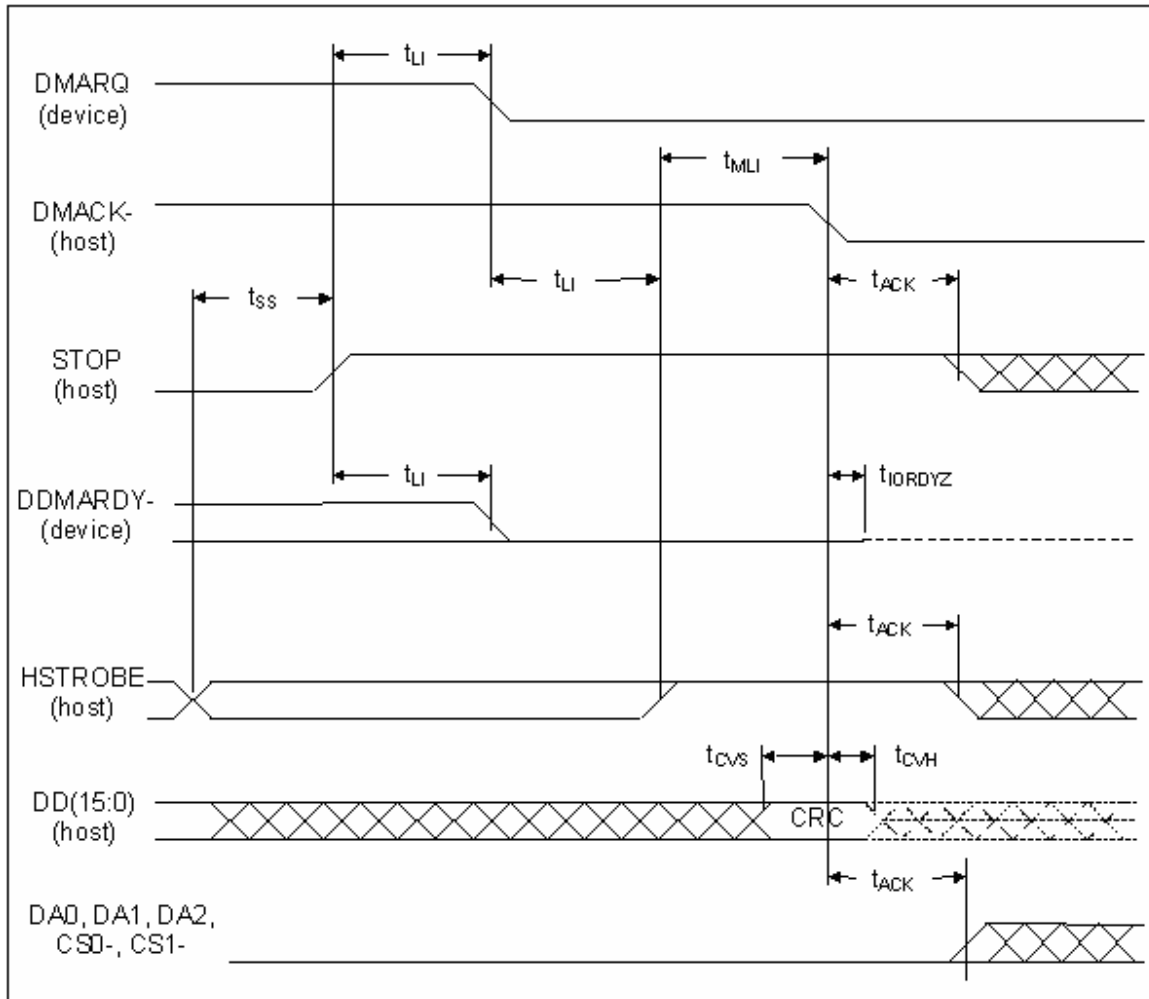 tLI
DMARQ
(device)
tMLI
DMACK-
(host)
tLI
tACK
tSS
STOP
(host)
tLI
tIORDYZ
DDMARDY-
(device)
tACK
HSTROBE
(host)
tCVS
tCVH
DD(15:0)
(host)
CRC
tACK
DA0, DA1, DA2,
CS0-, CS1-